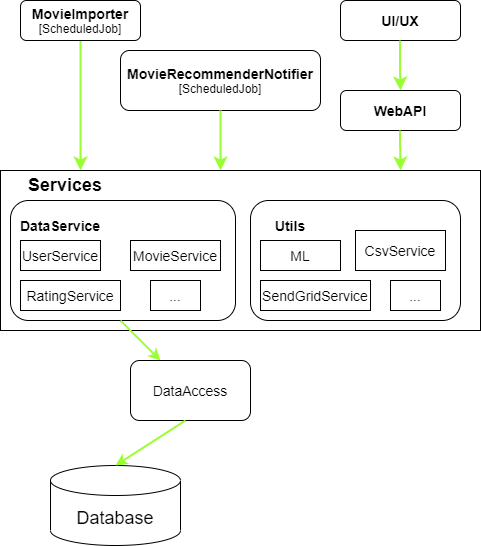 MovieImporter
[ScheduledJob]
UI/UX
MovieRecommenderNotifier
[ScheduledJob]
WebAPI
Services
DataService
UserService
MovieService
RatingService
...
Utils
ML
CsvService
SendGridService
...
DataAccess
Database